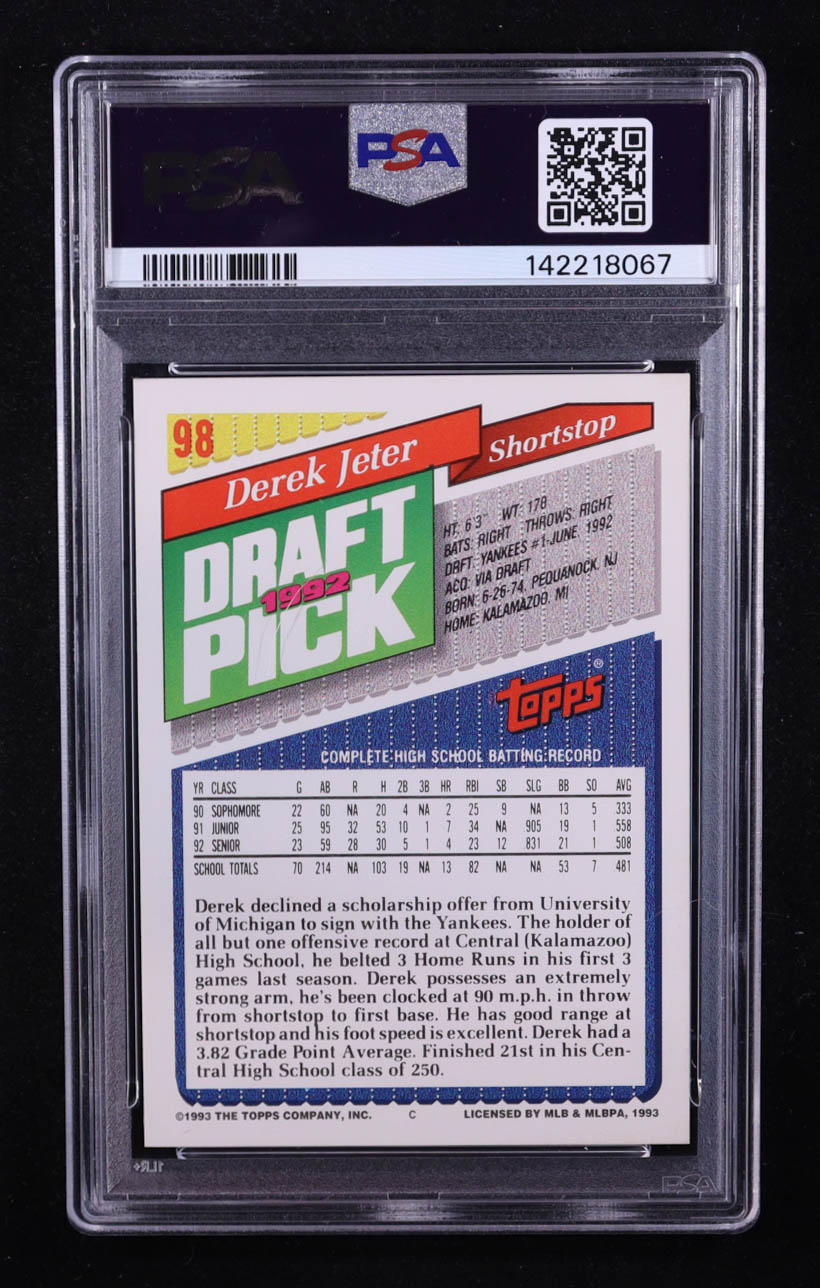 PSA
PSA
142218067
98
Derek Jeter
Shortstop
DRAFT
1992
PICK
HT: 6'3" WT: 178
BATS: RIGHT THROWS: RIGHT
DRFT: YANKEES #1-JUNE, 1992
ACQ: VIA DRAFT
BORN: 6-26-74, PEQUANOCK, NJ
HOME: KALAMAZOO, MI
TOPPS®
COMPLETE HIGH SCHOOL BATTING RECORD
YR CLASS G AB R H 2B 3B HR RBI SB SLG BB SO AVG
90 SOPHOMORE 22 60 NA 20 4 NA 2 25 9 NA 13 5 333
91 JUNIOR 25 95 32 53 10 1 7 34 NA 905 19 1 558
92 SENIOR 23 59 28 30 5 1 4 23 12 831 21 1 508
SCHOOL TOTALS 70 214 NA 103 19 NA 13 82 NA NA 53 7 481
Derek declined a scholarship offer from University
of Michigan to sign with the Yankees. The holder of
all but one offensive record at Central (Kalamazoo)
High School, he belted 3 Home Runs in his first 3
games last season. Derek possesses an extremely
strong arm, he's been clocked at 90 m.p.h. in throw
from shortstop to first base. He has good range at
shortstop and his foot speed is excellent. Derek had a
3.82 Grade Point Average. Finished 21st in his Cen-
tral High School class of 250.
©1993 THE TOPPS COMPANY, INC. C LICENSED BY MLB & MLBPA, 1993
PSA